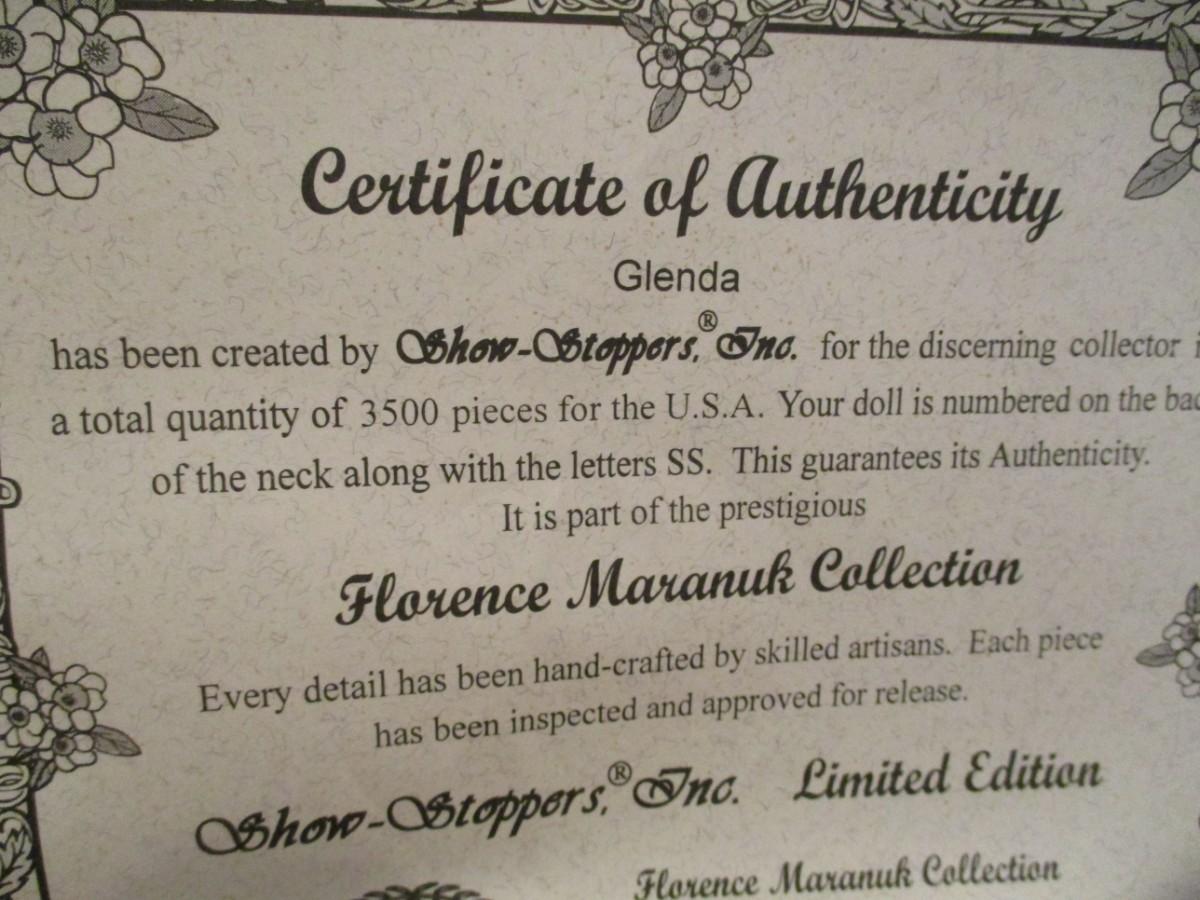 Certificate of Authenticity
Glenda
has been created by Show-Stoppers,® Inc. for the discerning collector
a total quantity of 3500 pieces for the U.S.A. Your doll is numbered on the
of the neck along with the letters SS. This guarantees its Authenticity.
It is part of the prestigious
Florence Maranuk Collection
Every detail has been hand-crafted by skilled artisans. Each piece
has been inspected and approved for release.
Show-Stoppers,® Inc. Limited Edition
Florence Maranuk Collection